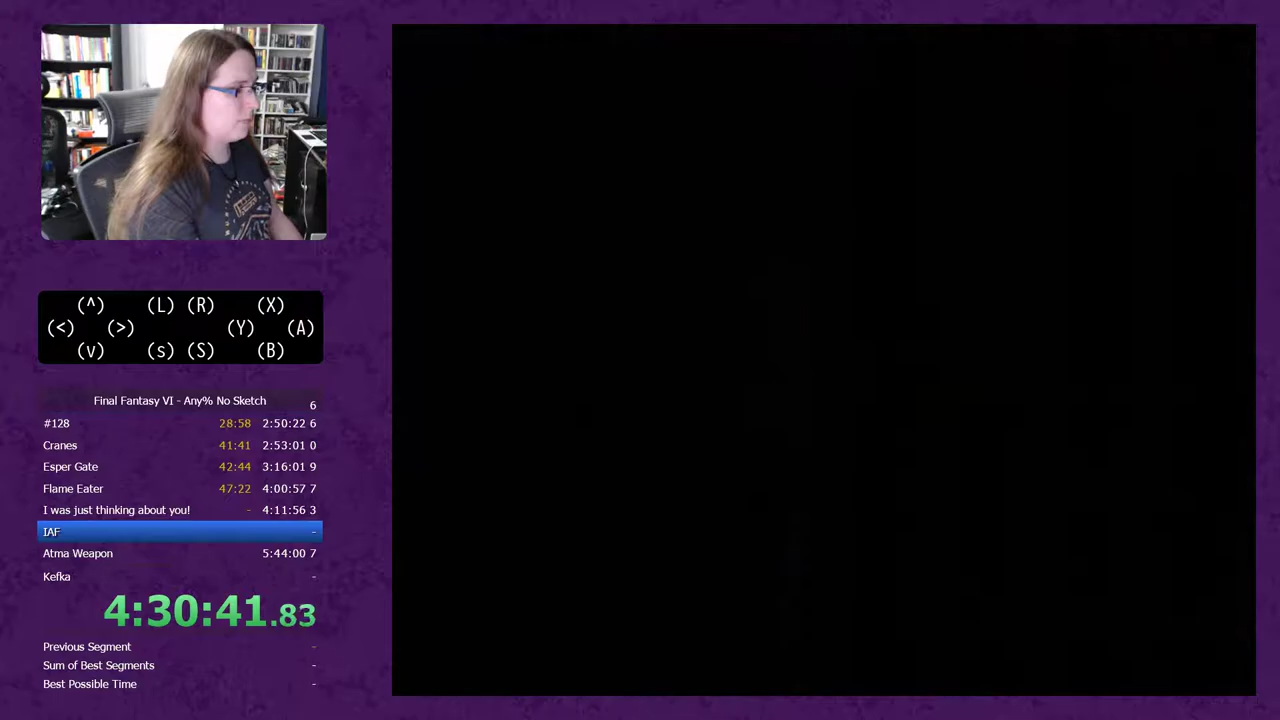 (^) (L) (R) (X)
(<) (>) (Y) (A)
(v) (s) (S) (B)
Final Fantasy VI - Any% No Sketch 6
#128 28:58 2:50:22 6
Cranes 41:41 2:53:01 0
Esper Gate 42:44 3:16:01 9
Flame Eater 47:22 4:00:57 7
I was just thinking about you! - 4:11:56 3
IAF -
Atma Weapon 5:44:00 7
Kefka -
4:30:41.83
Previous Segment -
Sum of Best Segments -
Best Possible Time -